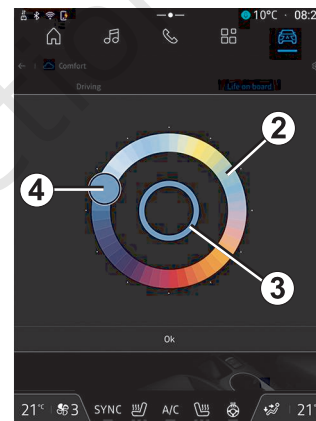 10°C · 08:2
← Comfort
Driving Life on board
2
4
3
Ok
21°C 3 SYNC A/C 21°